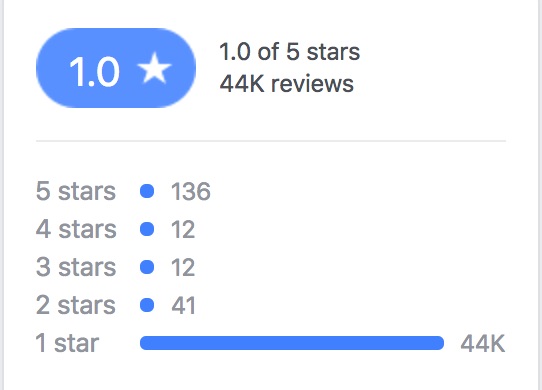 1.0 ★
1.0 of 5 stars
44K reviews
5 stars 136
4 stars 12
3 stars 12
2 stars 41
1 star 44K